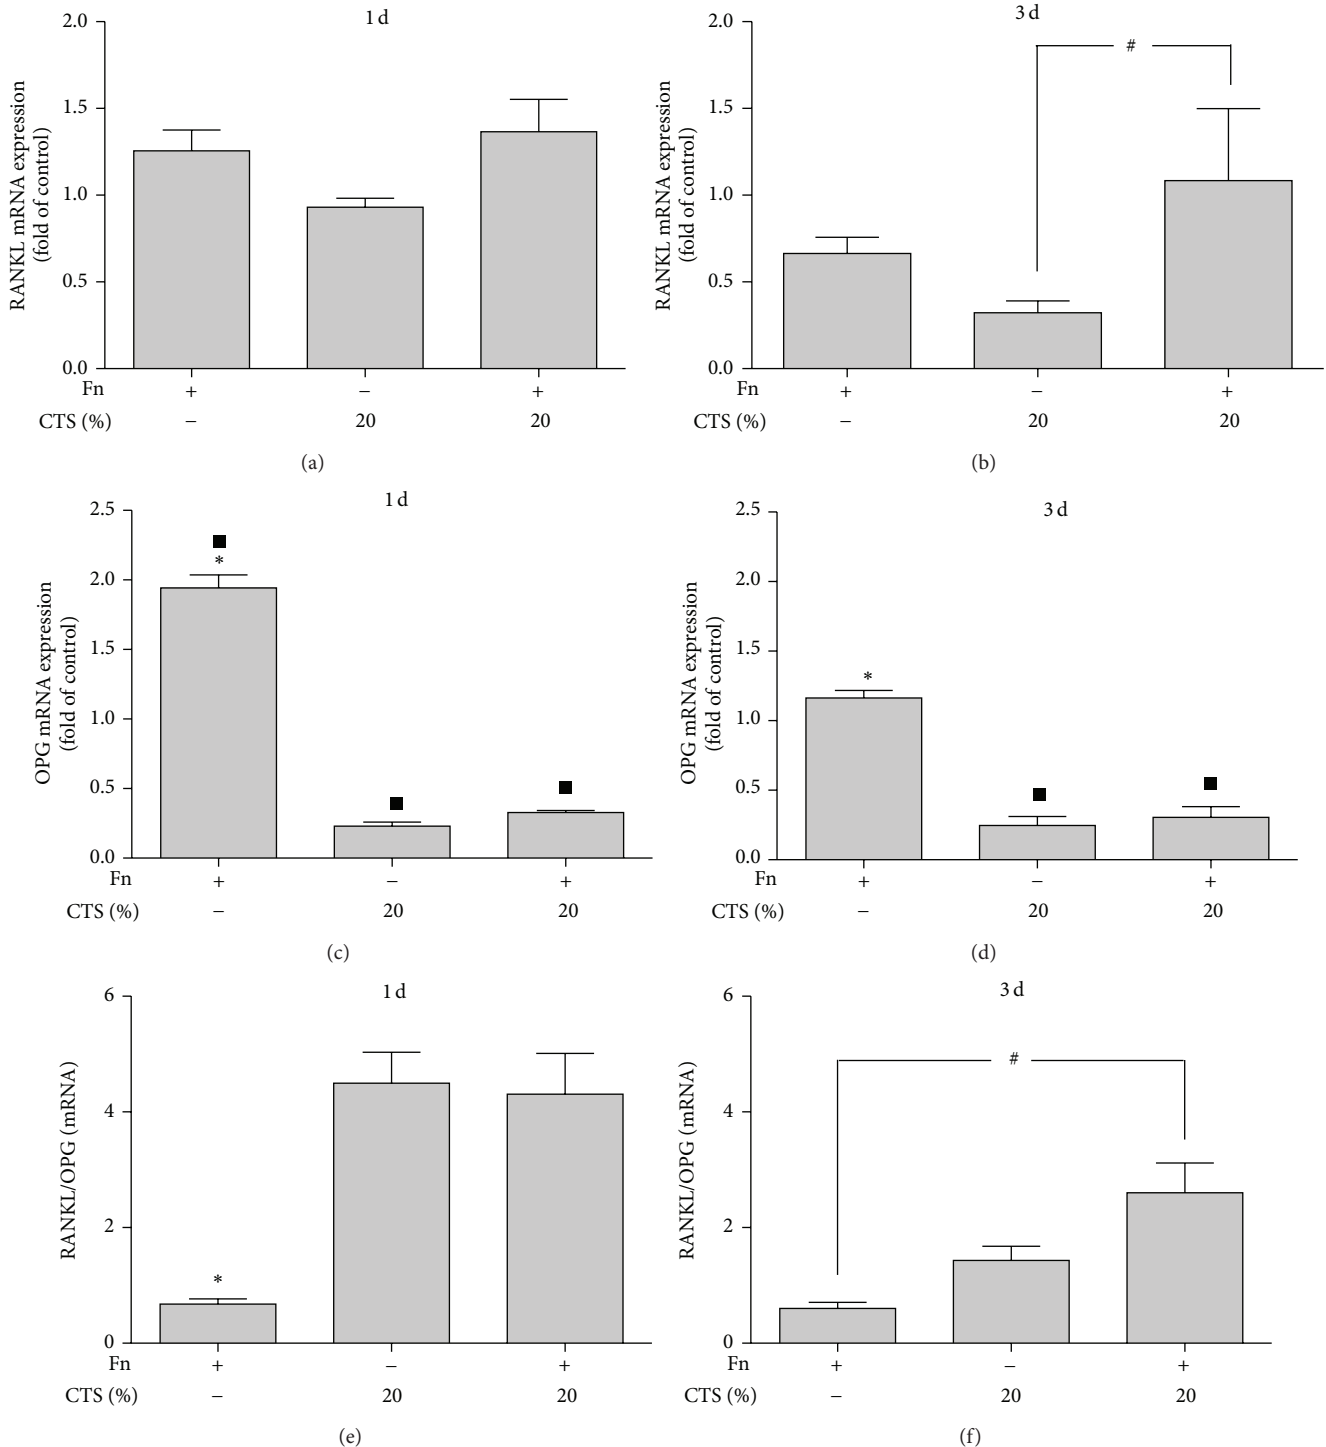 1 d
RANKL mRNA expression
(fold of control)
2.0
1.5
1.0
0.5
0.0
Fn + − +
CTS (%) − 20 20
(a)
3 d
RANKL mRNA expression
(fold of control)
2.0
1.5
1.0
0.5
0.0
#
Fn + − +
CTS (%) − 20 20
(b)
1 d
OPG mRNA expression
(fold of control)
2.5
2.0
1.5
1.0
0.5
0.0
■
*
■
■
Fn + − +
CTS (%) − 20 20
(c)
3 d
OPG mRNA expression
(fold of control)
2.5
2.0
1.5
1.0
0.5
0.0
*
■
■
Fn + − +
CTS (%) − 20 20
(d)
1 d
RANKL/OPG (mRNA)
6
4
2
0
*
Fn + − +
CTS (%) − 20 20
(e)
3 d
RANKL/OPG (mRNA)
6
4
2
0
#
Fn + − +
CTS (%) − 20 20
(f)